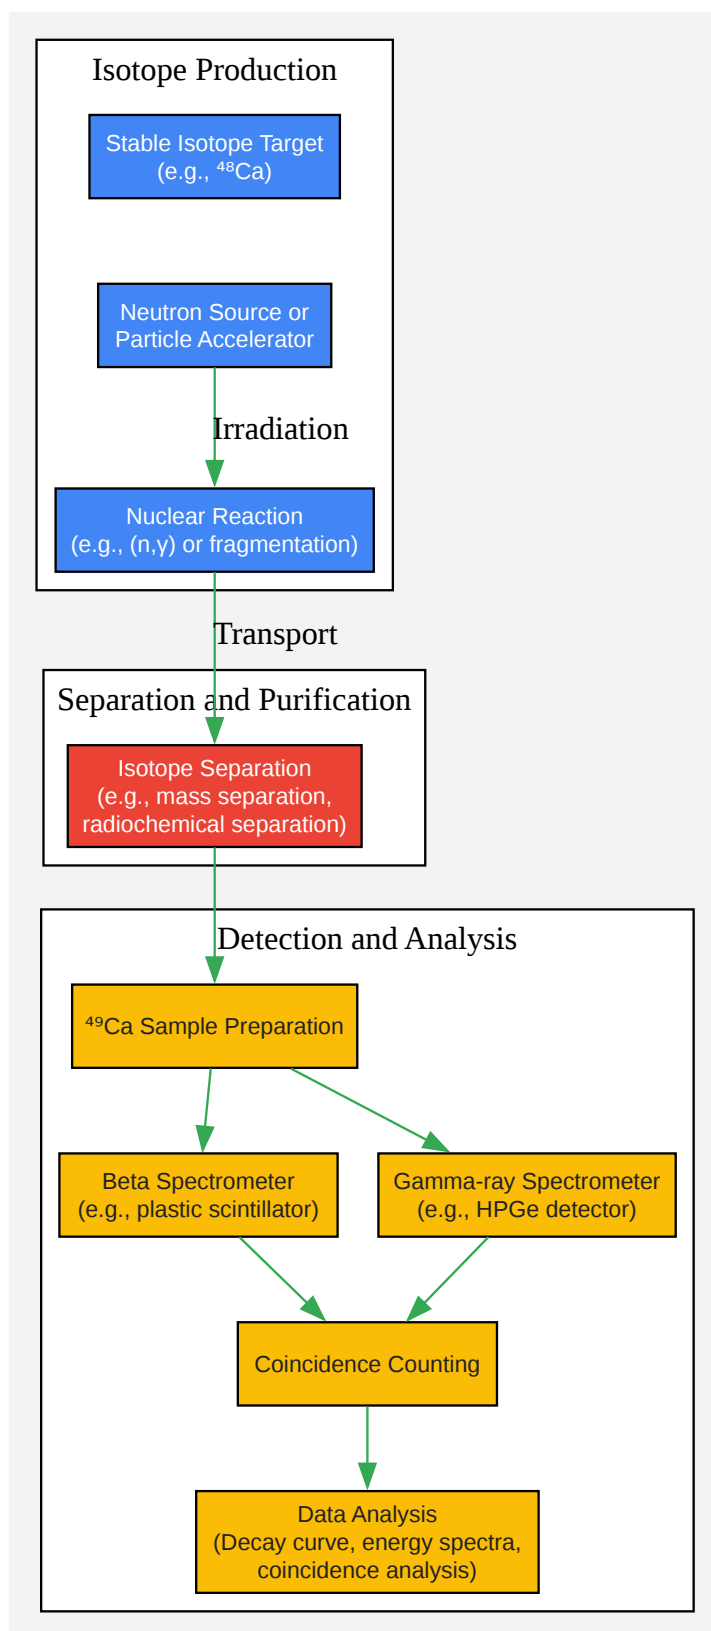 Isotope Production
Stable Isotope Target
(e.g., ⁴⁸Ca)
Neutron Source or
Particle Accelerator
Irradiation
Nuclear Reaction
(e.g., (n,γ) or fragmentation)
Transport
Separation and Purification
Isotope Separation
(e.g., mass separation,
radiochemical separation)
Detection and Analysis
⁴⁹Ca Sample Preparation
Beta Spectrometer
(e.g., plastic scintillator)
Gamma-ray Spectrometer
(e.g., HPGe detector)
Coincidence Counting
Data Analysis
(Decay curve, energy spectra,
coincidence analysis)